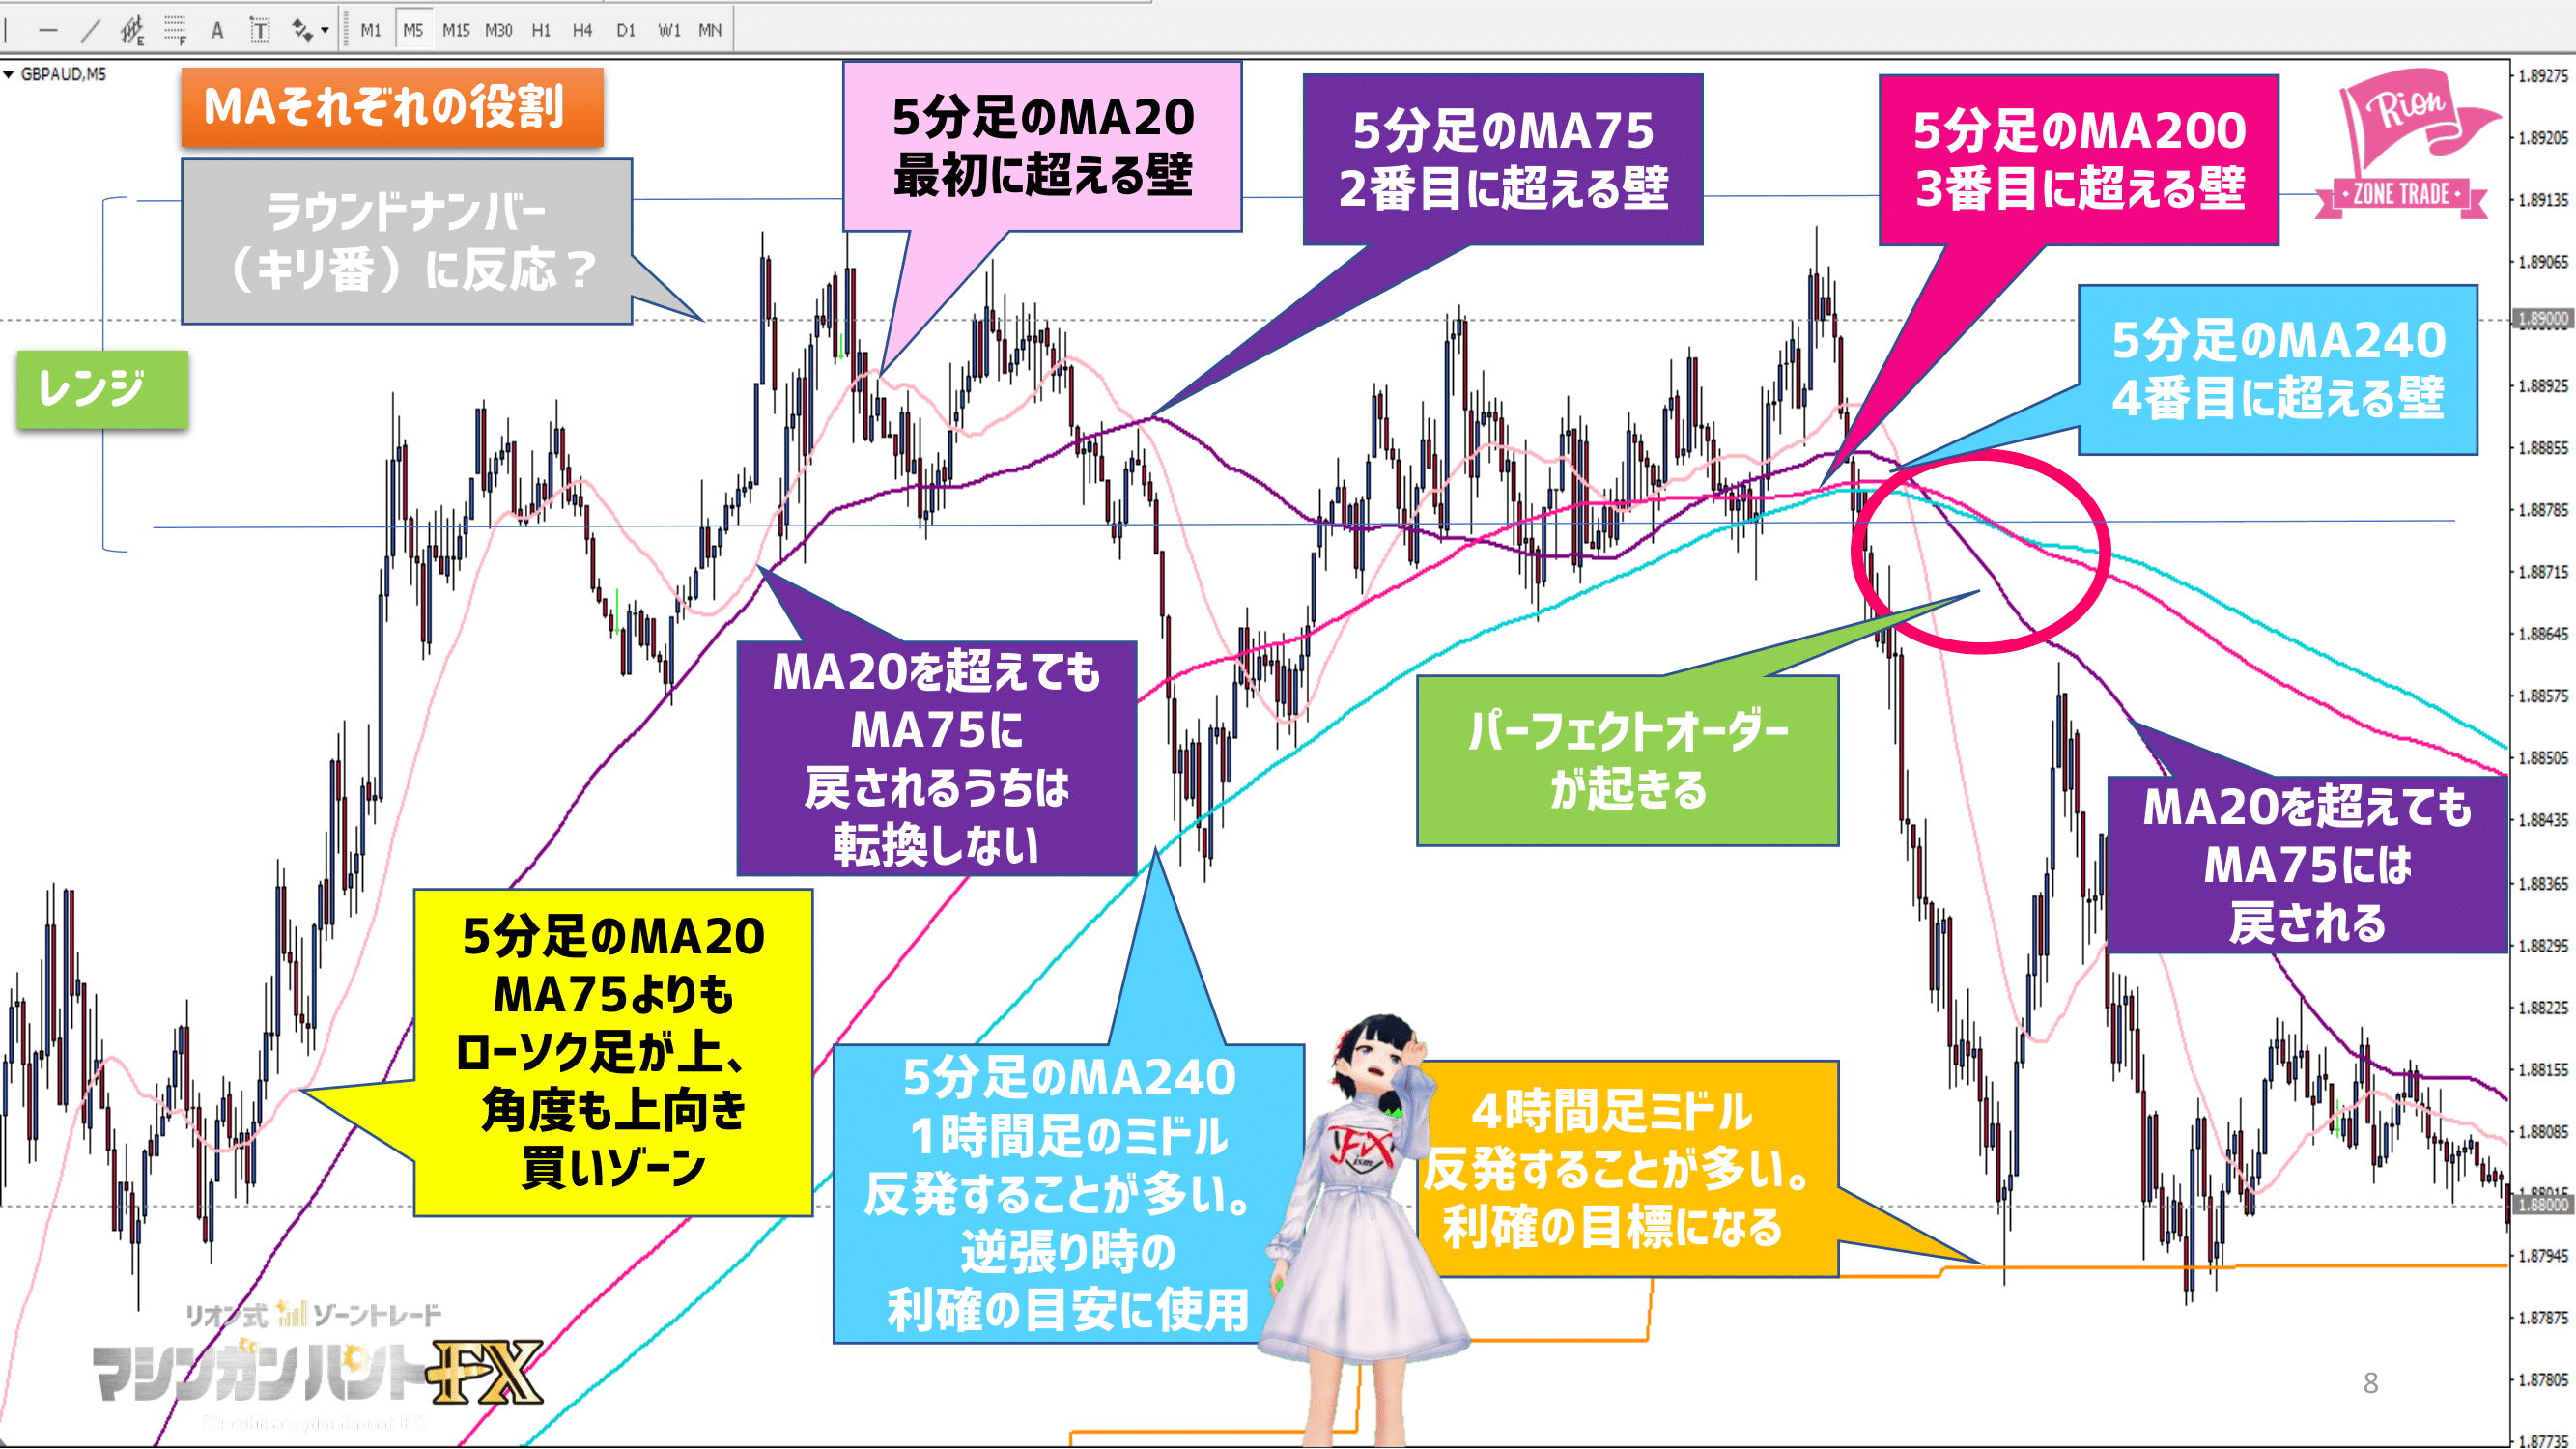 E
F
A
T
M1
M5
M15
M30
H1
H4
D1
W1
MN
GBPAUD,M5
MAそれぞれの役割
ラウンドナンバー
（キリ番）に反応？
レンジ
5分足のMA20
最初に超える壁
5分足のMA75
2番目に超える壁
5分足のMA200
3番目に超える壁
5分足のMA240
4番目に超える壁
Rion
・ZONE TRADE・
MA20を超えても
MA75に
戻されるうちは
転換しない
パーフェクトオーダー
が起きる
MA20を超えても
MA75には
戻される
5分足のMA20
MA75よりも
ローソク足が上、
角度も上向き
買いゾーン
5分足のMA240
1時間足のミドル
反発することが多い。
逆張り時の
利確の目安に使用
4時間足ミドル
反発することが多い。
利確の目標になる
FX
ism
リオン式 ゾーントレード
マシンガンハントFX
8
1.89275
1.89205
1.89135
1.89065
1.89000
1.88925
1.88855
1.88785
1.88715
1.88645
1.88575
1.88505
1.88435
1.88365
1.88295
1.88225
1.88155
1.88085
1.88015
1.88000
1.87945
1.87875
1.87805
1.87735